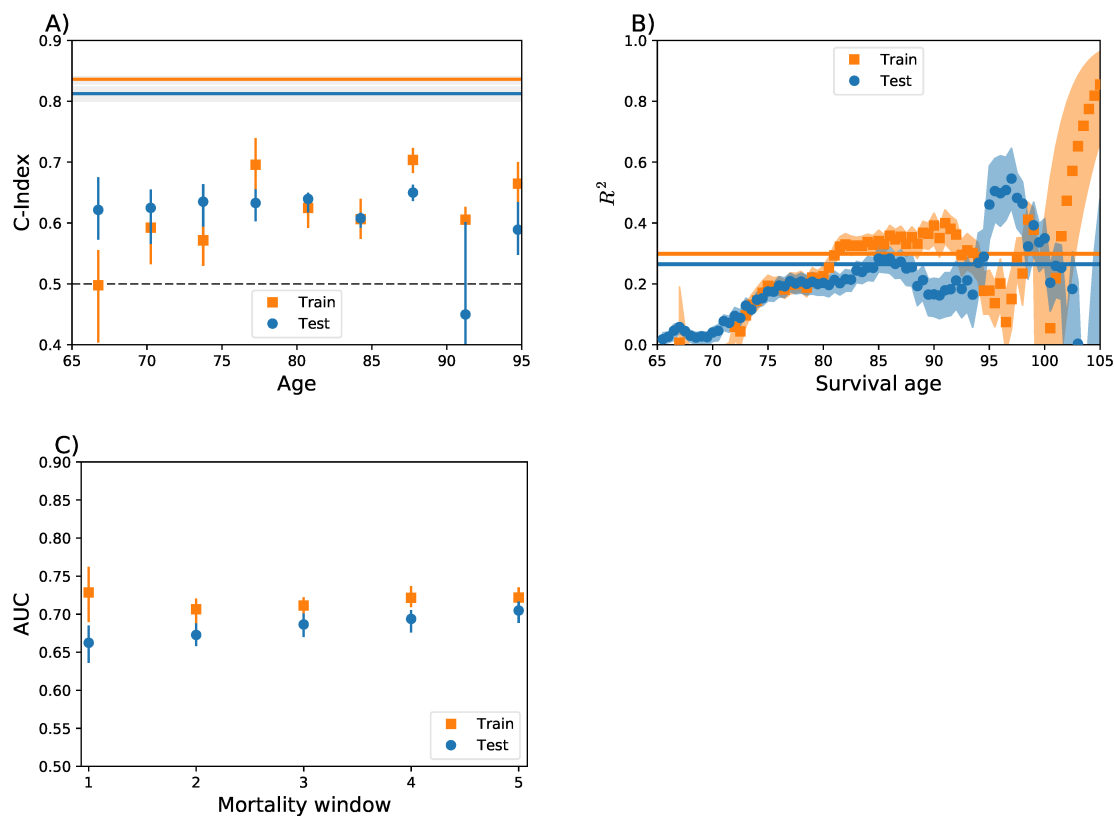 A)
0.9
0.8
0.7
0.6
0.5
0.4
C-Index
Train
Test
65 70 75 80 85 90 95
Age
B)
1.0
0.8
0.6
0.4
0.2
0.0
R²
Train
Test
65 70 75 80 85 90 95 100 105
Survival age
C)
0.90
0.85
0.80
0.75
0.70
0.65
0.60
0.55
0.50
AUC
Train
Test
1 2 3 4 5
Mortality window